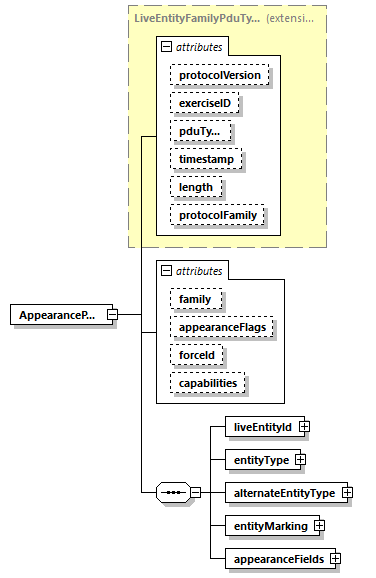 LiveEntityFamilyPduTy... (extensi...
attributes
protocolVersion
exerciseID
pduTy...
timestamp
length
protocolFamily
attributes
family
appearanceFlags
forceId
capabilities
AppearanceP...
liveEntityId
entityType
alternateEntityType
entityMarking
appearanceFields